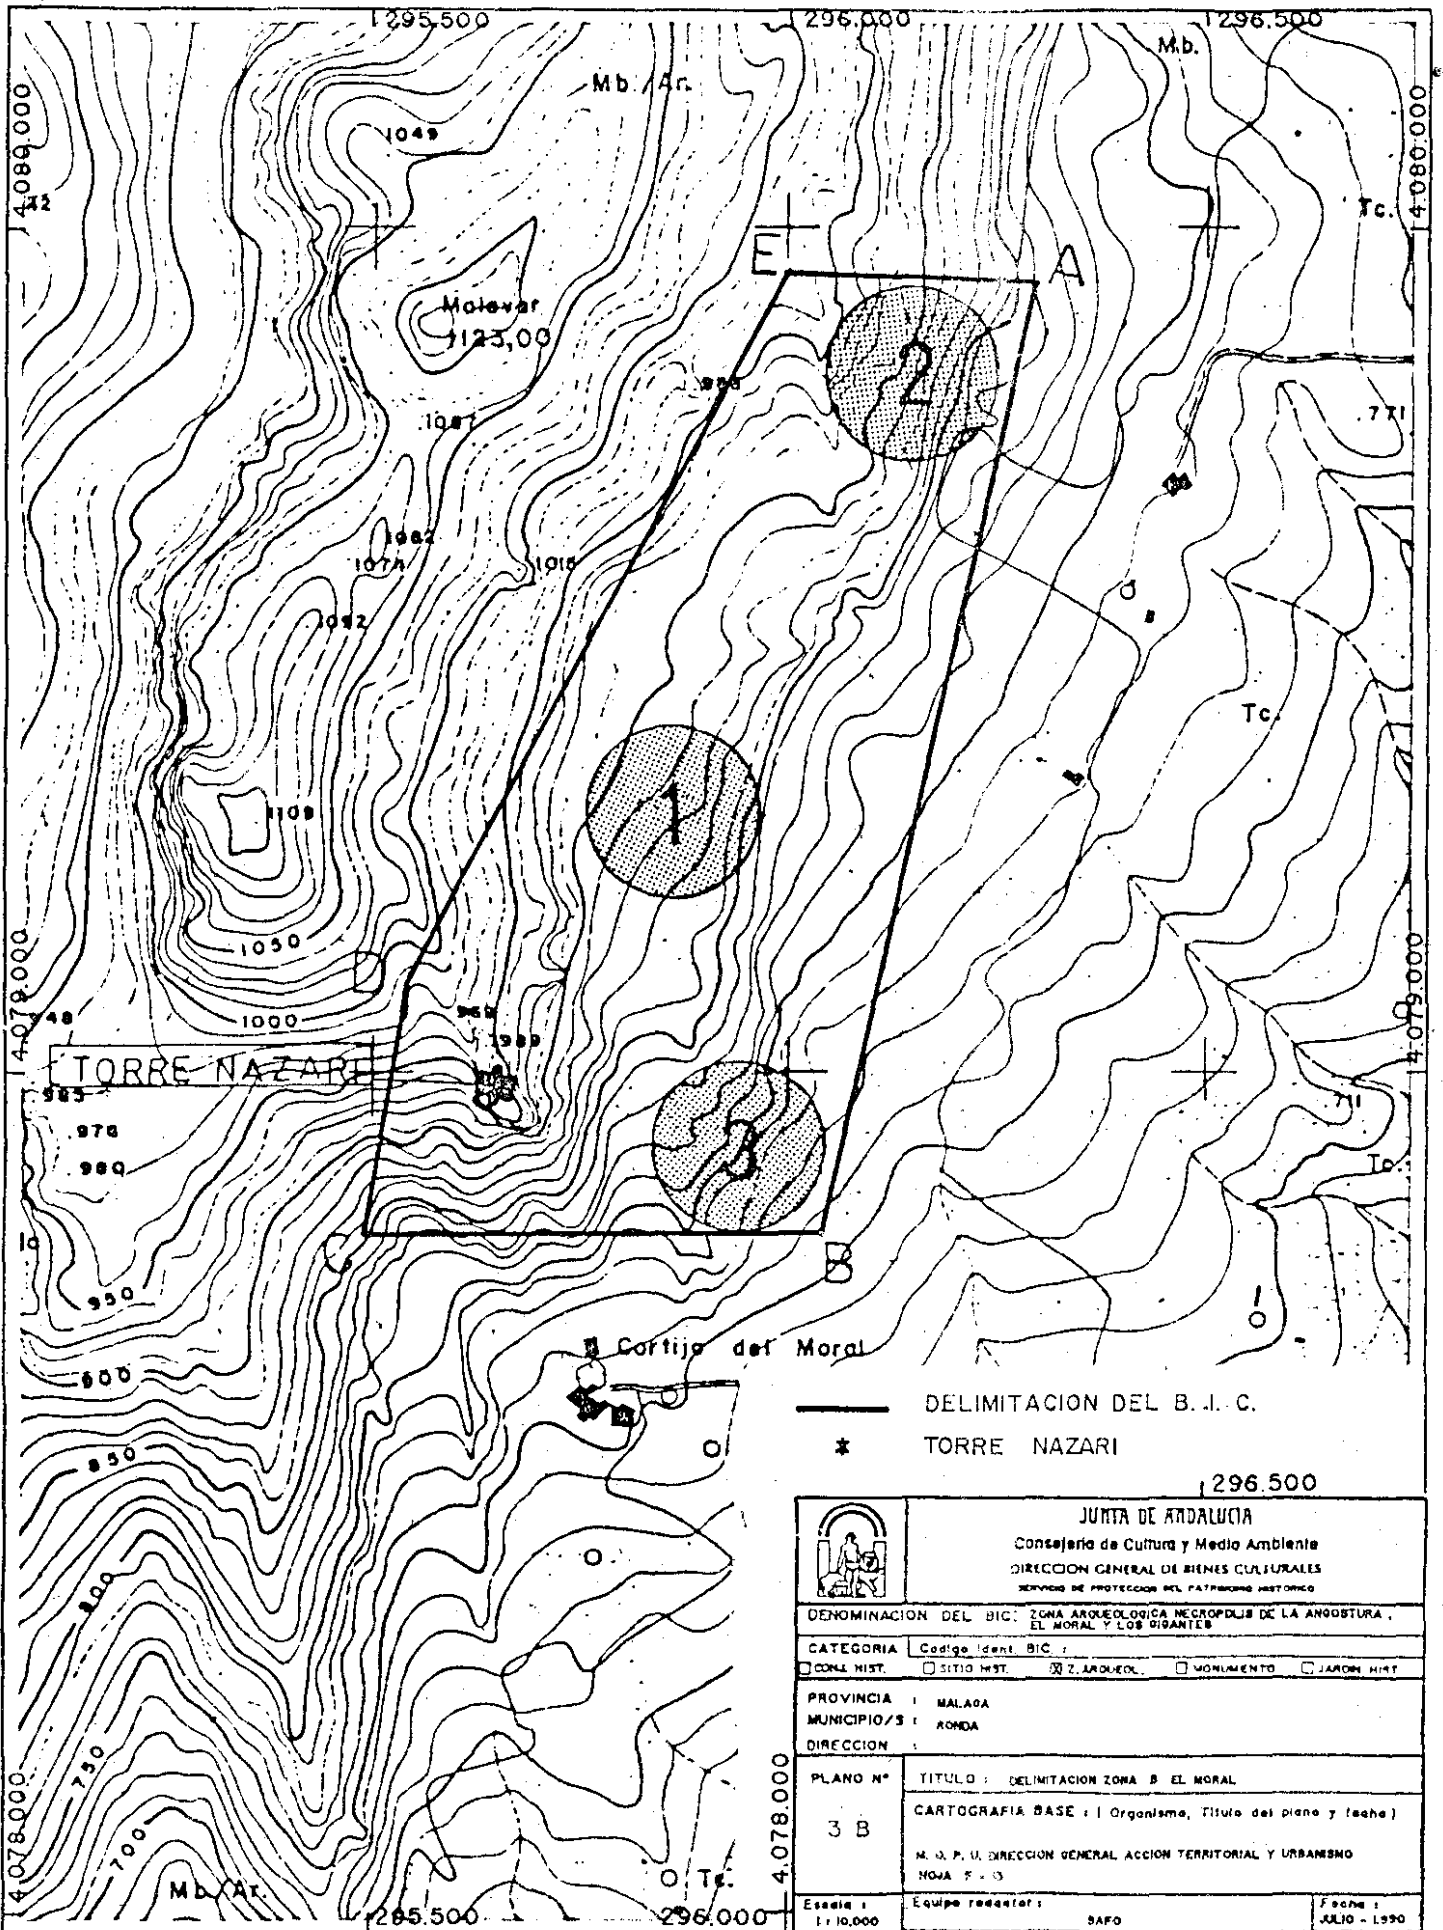 295.500
296.000
296.500
4.080.000
4.080.000
Mb./Ar.
Mb.
1049
Tc.
E
A
Malaver
1123,00
2
1087
771
1082
1074
1015
1092
Tc.
1
1109
1050
D
4.079.000
4.079.000
948
1000
969
989
TORRE NAZARI
985
976
980
3
711
Tc.
C
B
950
Cortijo del Moral
900
850
DELIMITACION DEL B.I.C.
TORRE NAZARI
296.500
JUNTA DE ANDALUCIA
Consejería de Cultura y Medio Ambiente
DIRECCION GENERAL DE BIENES CULTURALES
SERVICIO DE PROTECCION DEL PATRIMONIO HISTORICO
DENOMINACION DEL BIC: ZONA ARQUEOLOGICA NECROPOLIS DE LA ANGOSTURA,
EL MORAL Y LOS GIGANTES
CATEGORIA Codigo Ident. BIC.:
CONJ. HIST. SITIO HIST. Z. ARQUEOL. MONUMENTO JARDIN HIST
PROVINCIA : MALAGA
MUNICIPIO/S : RONDA
DIRECCION :
PLANO Nº
3 B
TITULO : DELIMITACION ZONA B EL MORAL
CARTOGRAFIA BASE : ( Organismo, Titulo del plano y fecha )
M. O. P. U. DIRECCION GENERAL ACCION TERRITORIAL Y URBANISMO
HOJA
Escala :
1:10,000
Equipo redactor :
SAFO
Fecha :
JULIO - 1.990
800
750
700
4.078.000
4.078.000
Mb./Ar.
Tc.
295.500
296.000